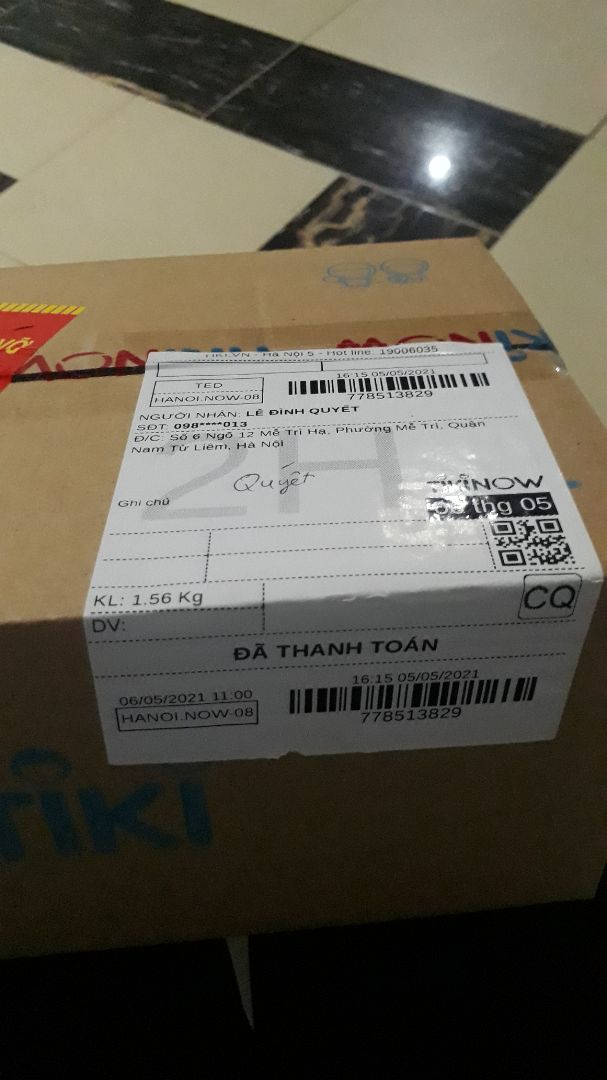 TIKI.VN - Hà Nội 5 - Hot line: 19006035
TED
HANOI.NOW-08
16:15 05/05/2021
778513829
NGƯỜI NHẬN: LÊ ĐÌNH QUYẾT
SĐT: 098****013
Đ/C: Số 6 Ngõ 12 Mễ Trì Hạ, Phường Mễ Trì, Quận
Nam Từ Liêm, Hà Nội
2H
Quyết
Ghi chú
TIKINOW
thg 05
KL: 1.56 Kg
CQ
DV:
ĐÃ THANH TOÁN
06/05/2021 11:00
HANOI.NOW-08
16:15 05/05/2021
778513829
TIKI